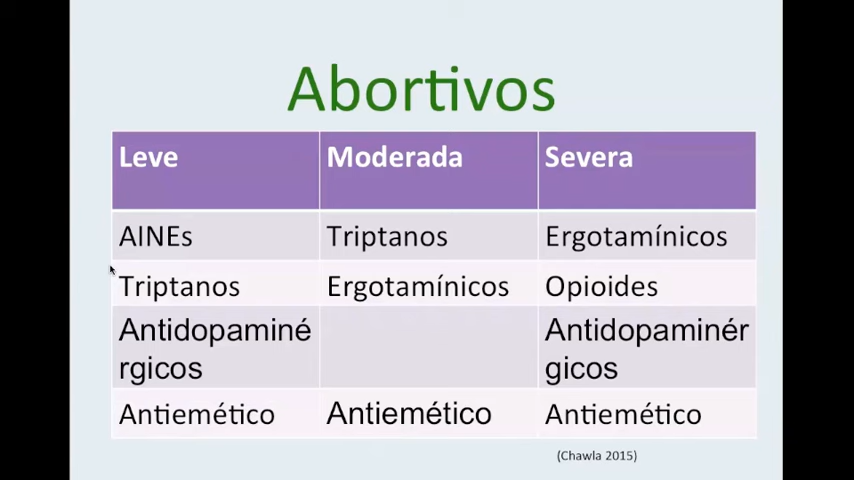 Abortivos
Leve Moderada Severa
AINEs Triptanos Ergotamínicos
Triptanos Ergotamínicos Opioides
Antidopaminé Antidopaminér
rgicos gicos
Antiemético Antiemético Antiemético
(Chawla 2015)